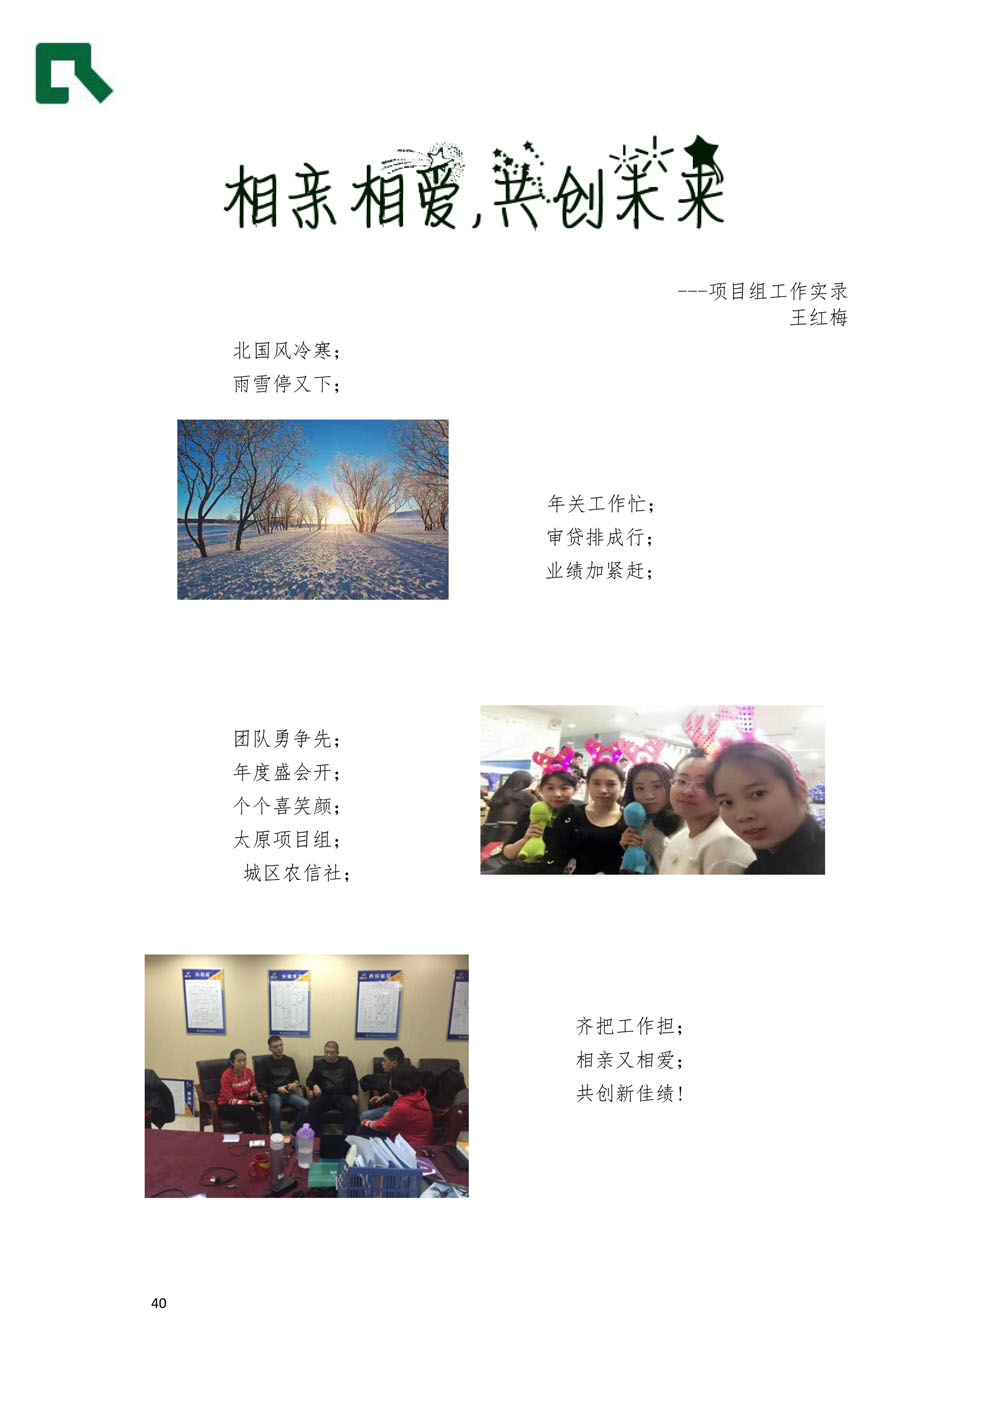 相亲相爱,共创未来
---项目组工作实录
王红梅
北国风冷寒；
雨雪停又下；
年关工作忙；
审贷排成行；
业绩加紧赶；
团队勇争先；
年度盛会开；
个个喜笑颜；
太原项目组；
城区农信社；
齐把工作担；
相亲又相爱；
共创新佳绩！
40